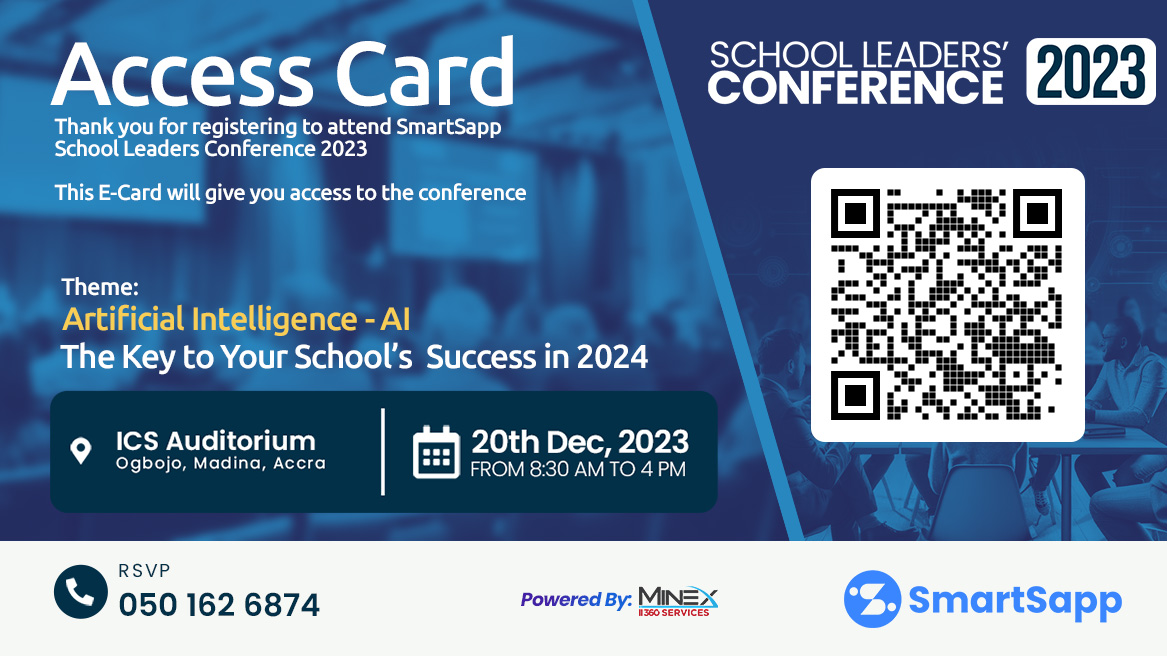 Access Card
Thank you for registering to attend SmartSapp
School Leaders Conference 2023
This E-Card will give you access to the conference
Theme:
Artificial Intelligence - AI
The Key to Your School's Success in 2024
ICS Auditorium
Ogbojo, Madina, Accra
20th Dec, 2023
FROM 8:30 AM TO 4 PM
SCHOOL LEADERS'
CONFERENCE
2023
RSVP
050 162 6874
Powered By:
MINEX
360 SERVICES
SmartSapp